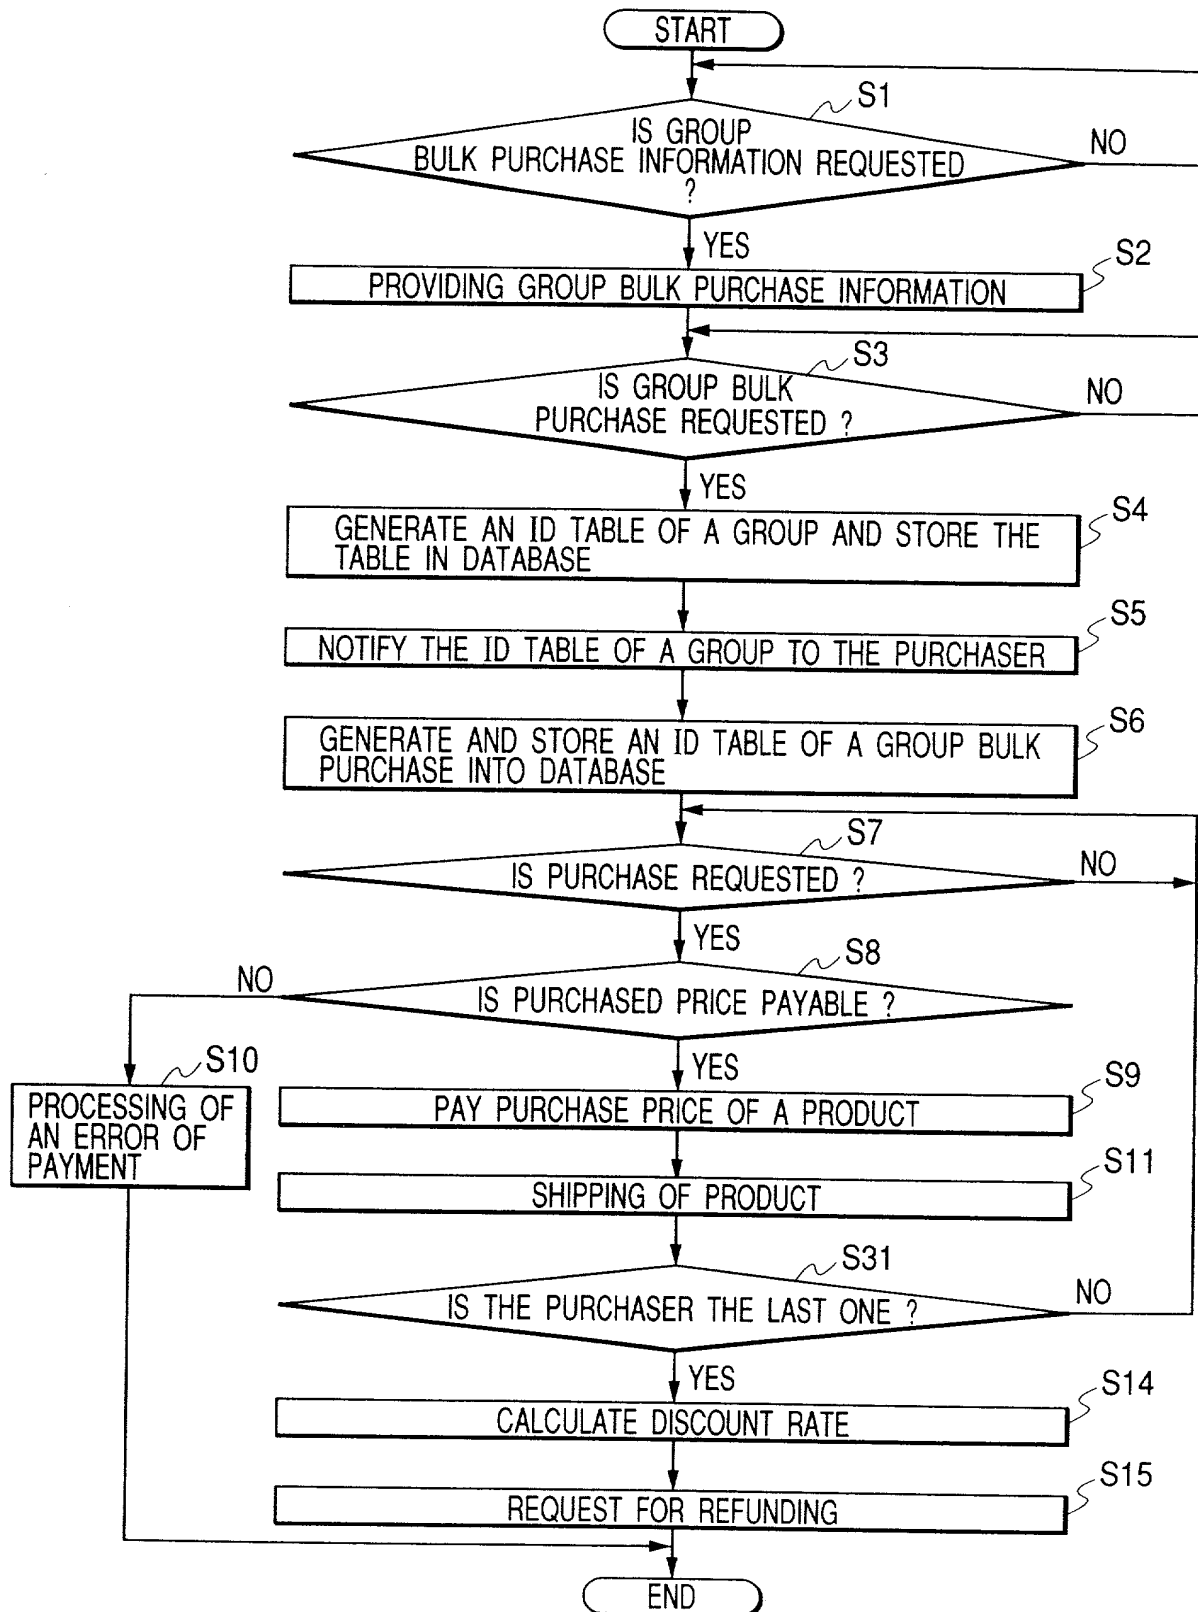 START
S1
IS GROUP
BULK PURCHASE INFORMATION REQUESTED
?
NO
YES
S2
PROVIDING GROUP BULK PURCHASE INFORMATION
S3
IS GROUP BULK
PURCHASE REQUESTED ?
NO
YES
S4
GENERATE AN ID TABLE OF A GROUP AND STORE THE
TABLE IN DATABASE
S5
NOTIFY THE ID TABLE OF A GROUP TO THE PURCHASER
S6
GENERATE AND STORE AN ID TABLE OF A GROUP BULK
PURCHASE INTO DATABASE
S7
IS PURCHASE REQUESTED ?
NO
YES
S8
NO
IS PURCHASED PRICE PAYABLE ?
YES
S10
PROCESSING OF
AN ERROR OF
PAYMENT
S9
PAY PURCHASE PRICE OF A PRODUCT
S11
SHIPPING OF PRODUCT
S31
IS THE PURCHASER THE LAST ONE ?
NO
YES
S14
CALCULATE DISCOUNT RATE
S15
REQUEST FOR REFUNDING
END